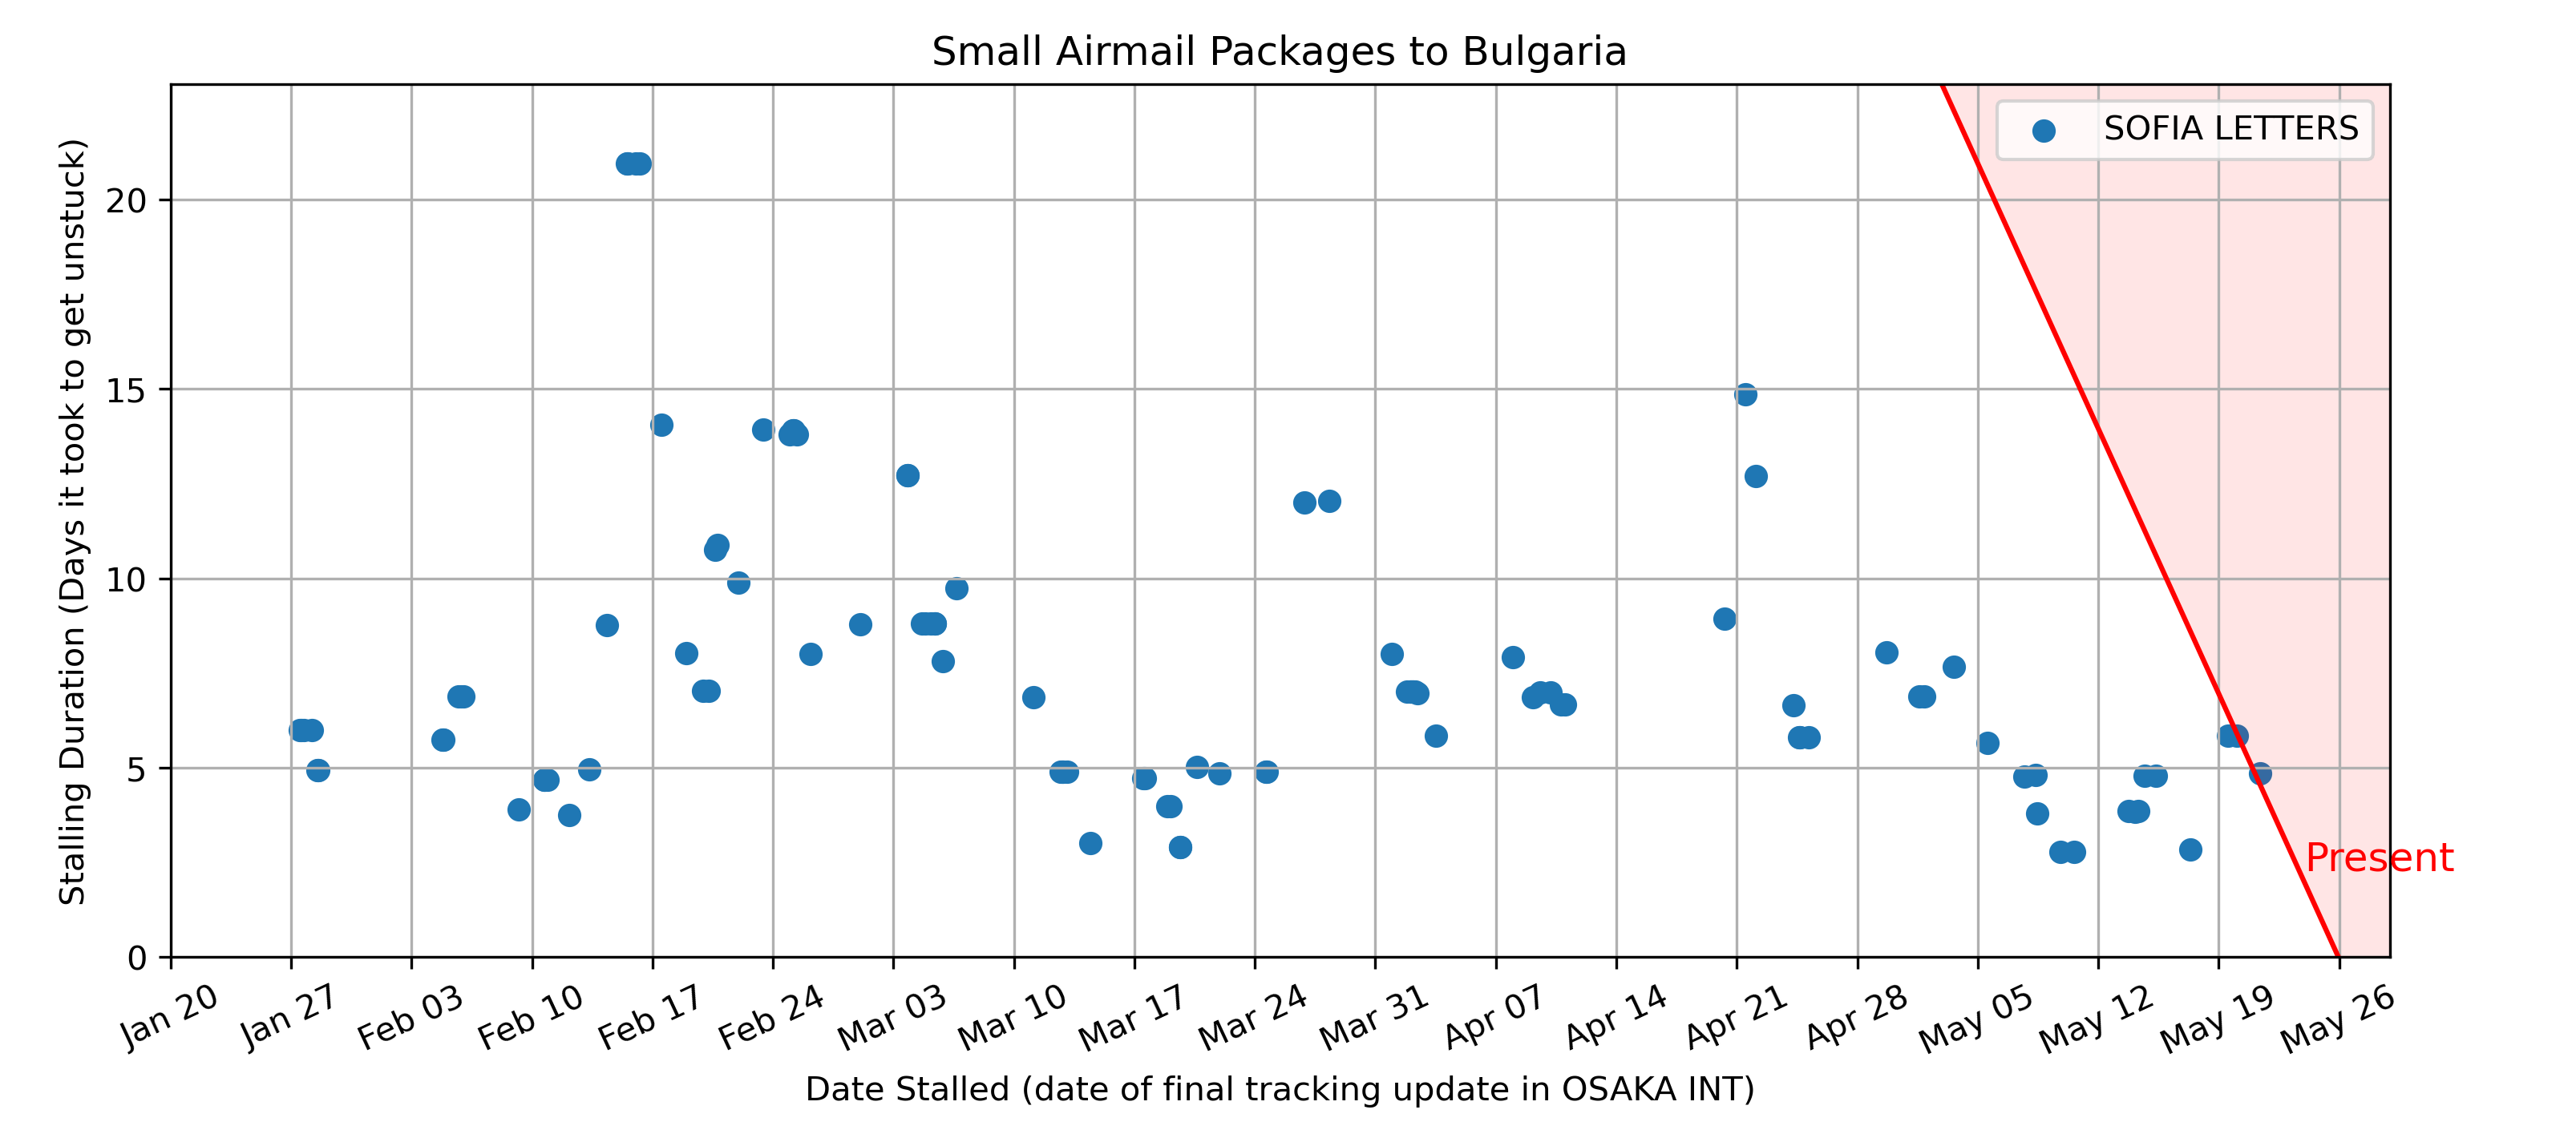 Small Airmail Packages to Bulgaria
SOFIA LETTERS
Stalling Duration (Days it took to get unstuck)
20
15
10
5
0
Present
Jan 20
Jan 27
Feb 03
Feb 10
Feb 17
Feb 24
Mar 03
Mar 10
Mar 17
Mar 24
Mar 31
Apr 07
Apr 14
Apr 21
Apr 28
May 05
May 12
May 19
May 26
Date Stalled (date of final tracking update in OSAKA INT)